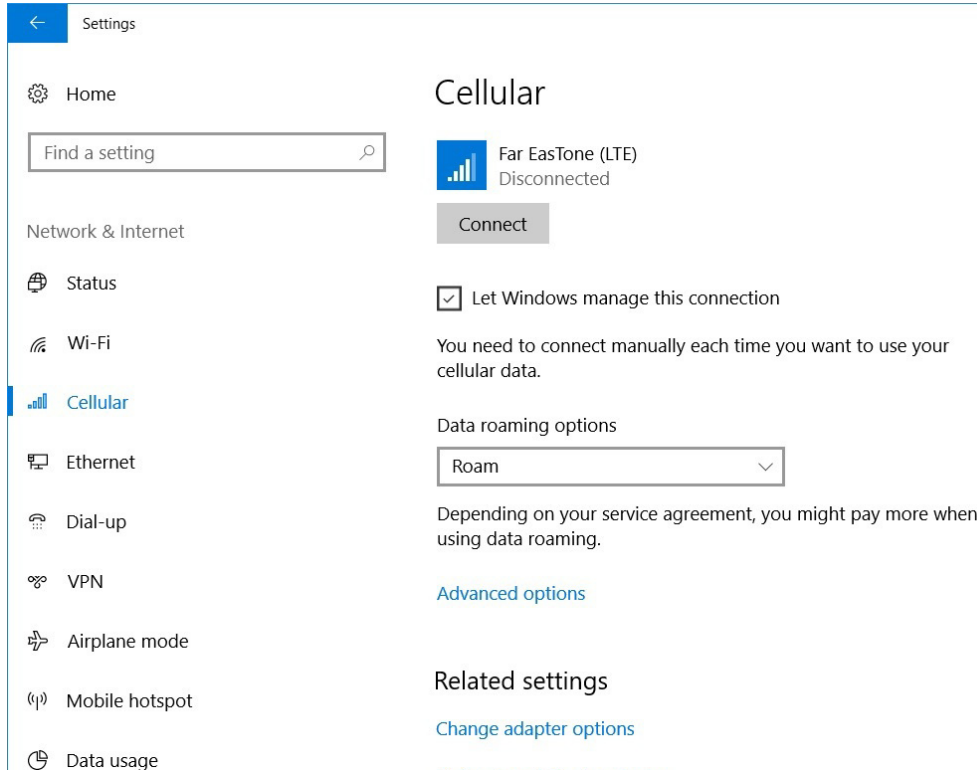 Settings
Home
Find a setting
Network & Internet
Status
Wi-Fi
Cellular
Ethernet
Dial-up
VPN
Airplane mode
Mobile hotspot
Data usage
Cellular
Far EasTone (LTE)
Disconnected
Connect
Let Windows manage this connection
You need to connect manually each time you want to use your
cellular data.
Data roaming options
Roam
Depending on your service agreement, you might pay more when
using data roaming.
Advanced options
Related settings
Change adapter options